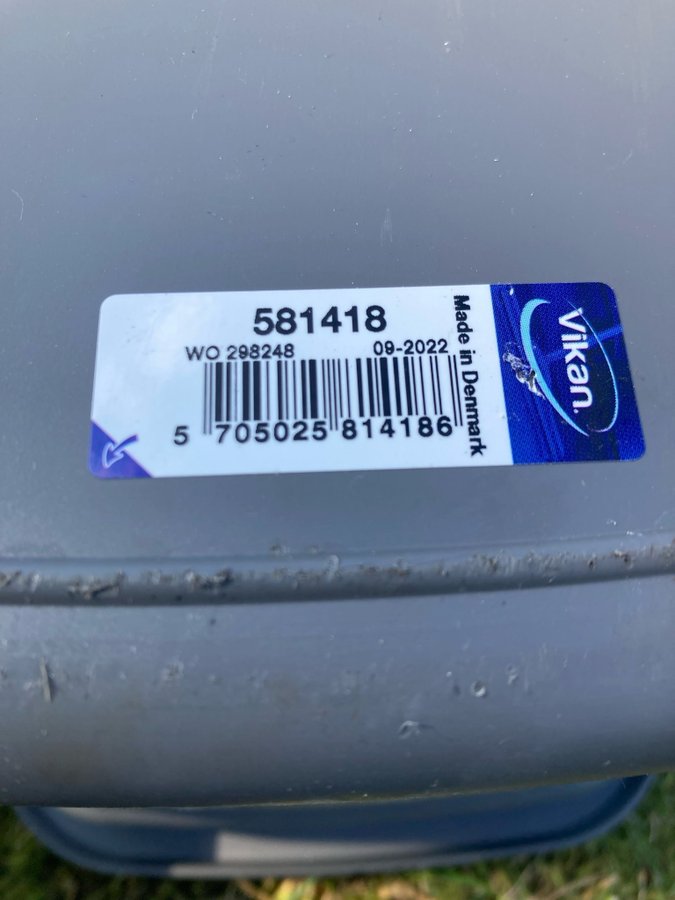 581418
WO 298248 09-2022
5 705025 814186
Made in Denmark
Vikan.